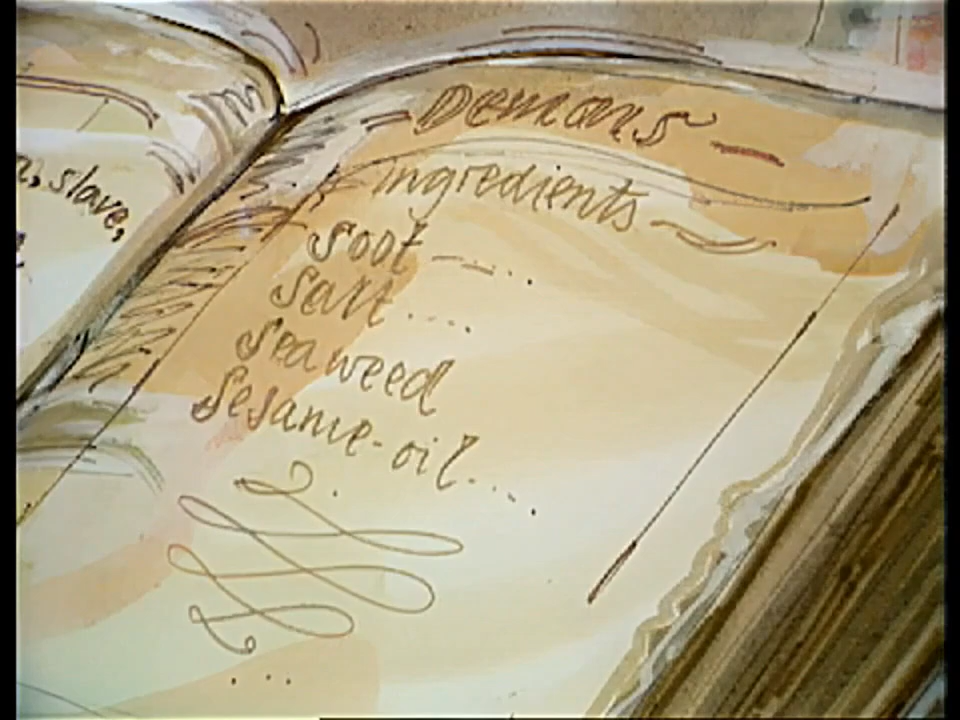 slave,
Demons
ingredients
Soot
Salt....
Seaweed
Sesame-oil...
...